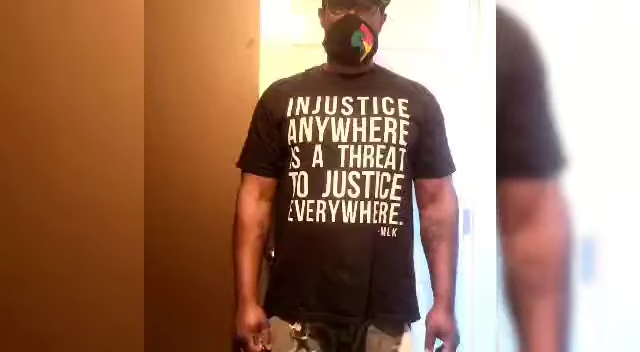 INJUSTICE
ANYWHERE
IS A THREAT
TO JUSTICE
EVERYWHERE.
-MLK